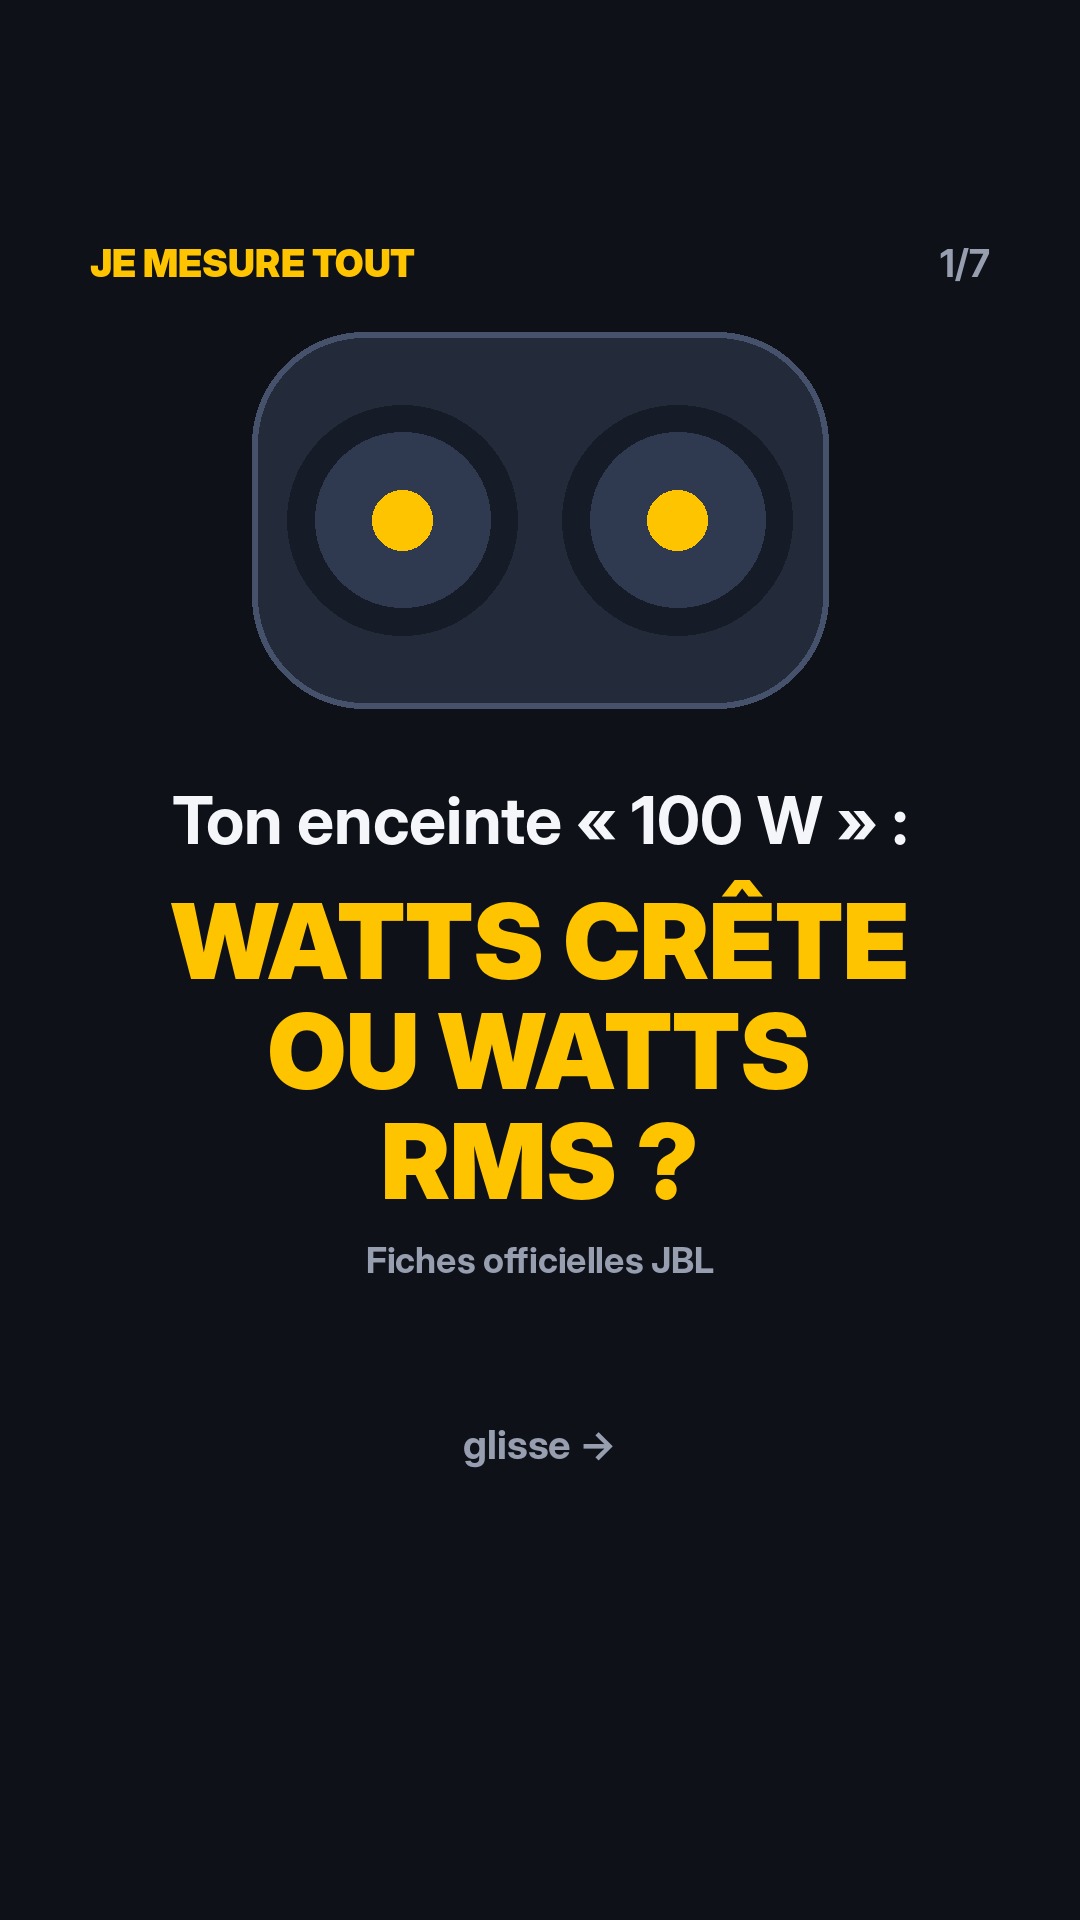 JE MESURE TOUT
1/7
Ton enceinte « 100 W » :
WATTS CRÊTE
OU WATTS
RMS ?
Fiches officielles JBL
glisse →